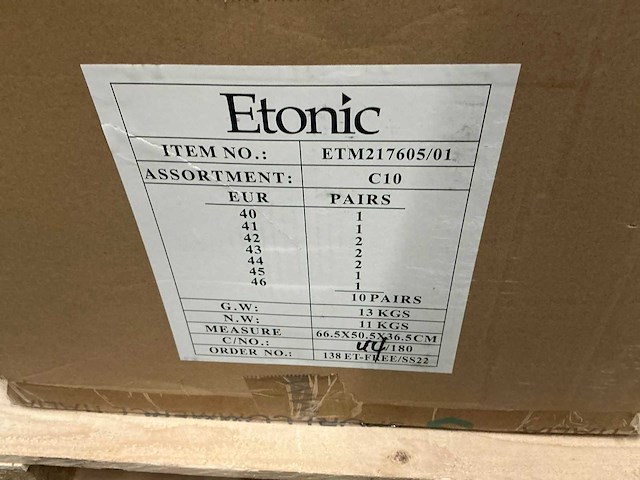 Etonic
ITEM NO.: ETM217605/01
ASSORTMENT: C10
EUR PAIRS
40 1
41 1
42 2
43 2
44 2
45 1
46 1
10 PAIRS
G.W: 13 KGS
N.W: 11 KGS
MEASURE 66.5X50.5X36.5CM
C/NO.: /180
ORDER NO.: 138 ET-FREE/SS22